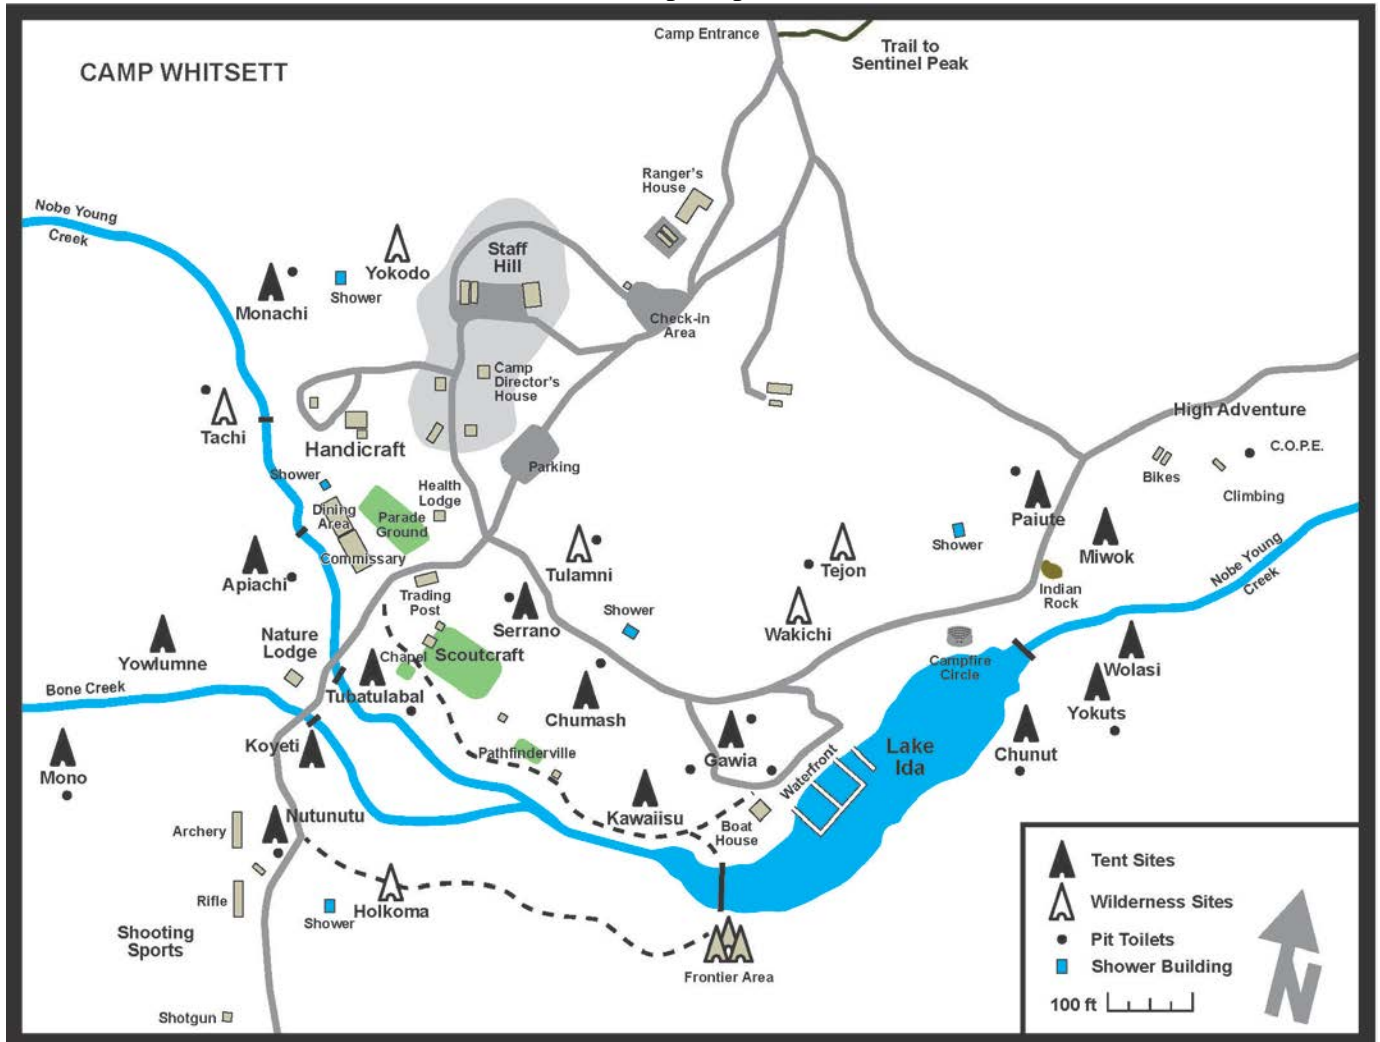 Camp Entrance
Trail to
Sentinel Peak
CAMP WHITSETT
Ranger's
House
Nobe Young
Creek
Yokodo
Staff
Hill
Monachi
Shower
Check-in
Area
Camp
Director's
House
Tachi
Handicraft
High Adventure
C.O.P.E.
Bikes
Climbing
Parking
Shower
Health
Lodge
Dining
Area
Parade
Ground
Commissary
Paiute
Miwok
Shower
Nobe Young
Creek
Tulamni
Tejon
Apiachi
Trading
Post
Serrano
Shower
Wakichi
Indian
Rock
Nature
Lodge
Yowlumne
Chapel
Scoutcraft
Campfire
Circle
Wolasi
Bone Creek
Tubatulabal
Chumash
Yokuts
Koyeti
Pathfinderville
Gawia
Waterfront
Lake
Ida
Chunut
Mono
Nutunutu
Kawaiisu
Boat
House
Archery
Rifle
Holkoma
Shower
Shooting
Sports
Frontier Area
Shotgun
Tent Sites
Wilderness Sites
Pit Toilets
Shower Building
100 ft
N